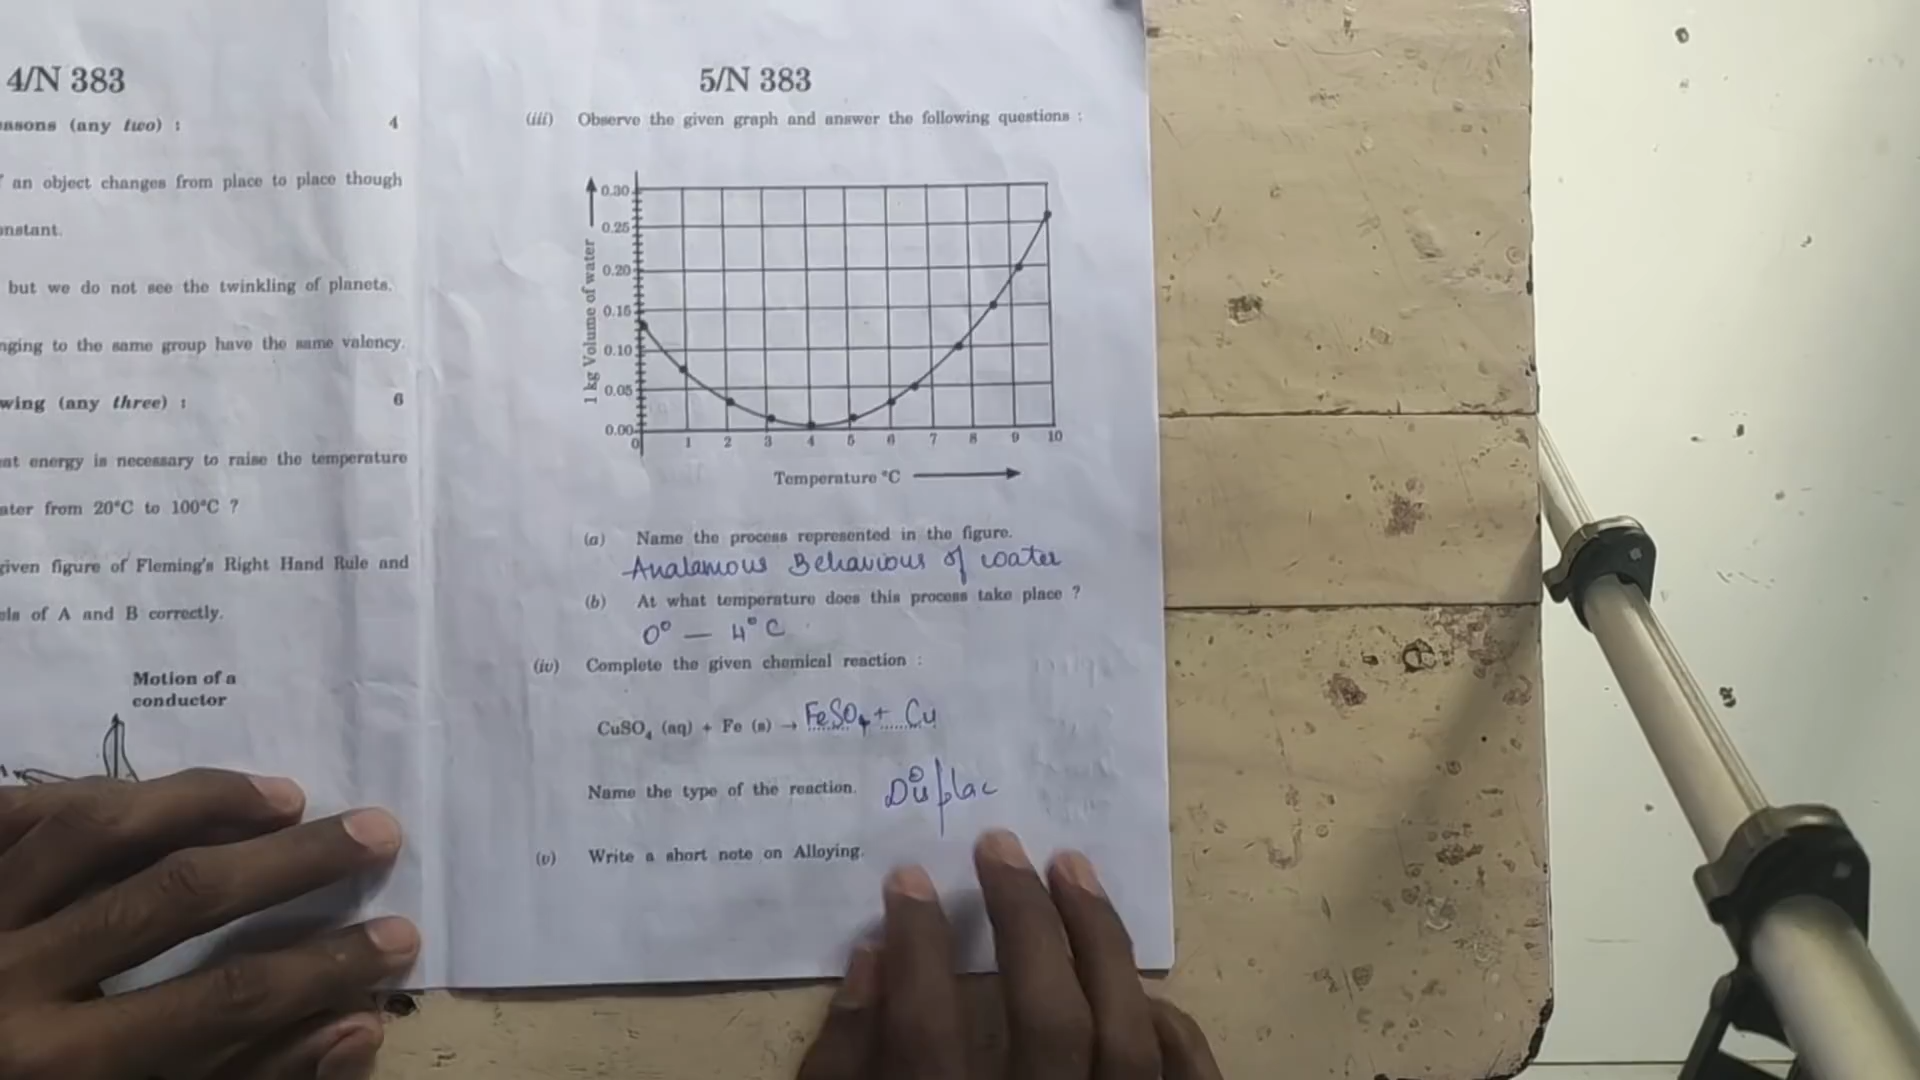 4/N 383
easons (any two) : 4
an object changes from place to place though
onstant.
but we do not see the twinkling of planets.
nging to the same group have the same valency.
wing (any three) : 6
at energy is necessary to raise the temperature
ater from 20°C to 100°C ?
given figure of Fleming's Right Hand Rule and
els of A and B correctly.
Motion of a
conductor
5/N 383
(iii) Observe the given graph and answer the following questions :
1 kg Volume of water
0.30
0.25
0.20
0.15
0.10
0.05
0.00
0 1 2 3 4 5 6 7 8 9 10
Temperature °C
(a) Name the process represented in the figure.
Analamous Behaviour of water
(b) At what temperature does this process take place ?
0° — 4°C
(iv) Complete the given chemical reaction :
CuSO₄ (aq) + Fe (s) → FeSO₄ + Cu
Name the type of the reaction.
(v) Write a short note on Alloying.